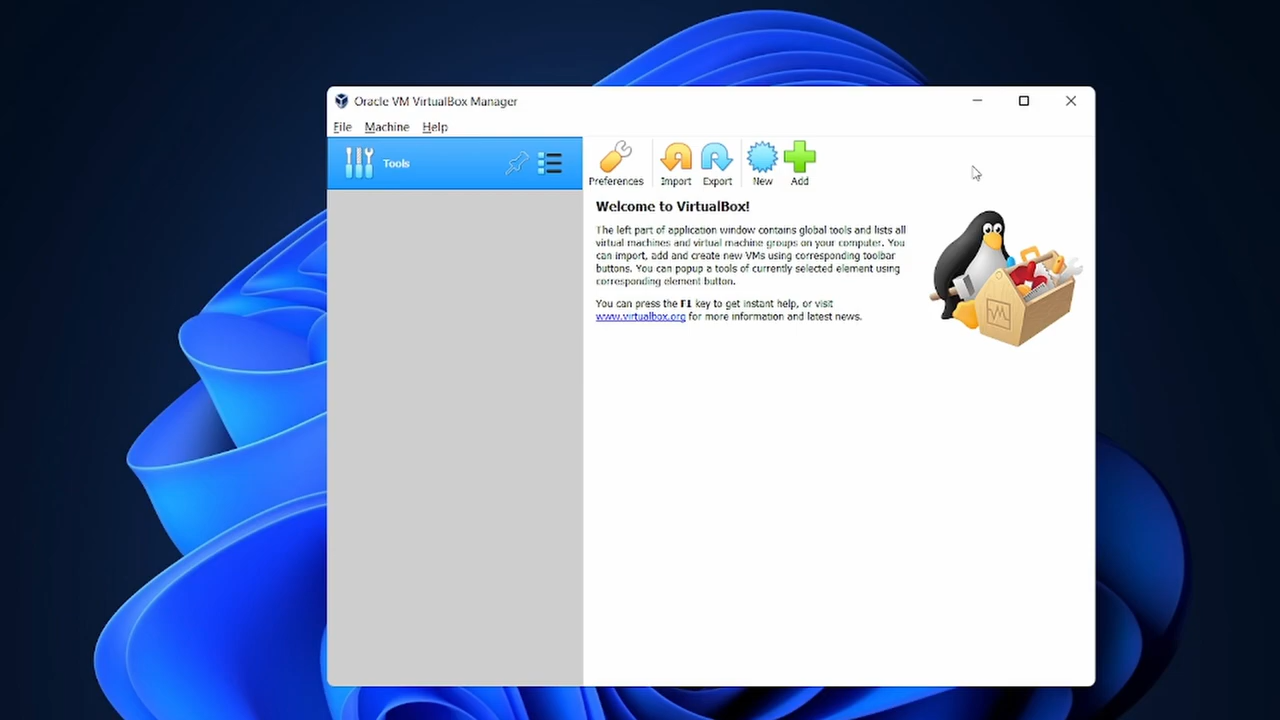 Oracle VM VirtualBox Manager
File Machine Help
Tools
Preferences Import Export New Add
Welcome to VirtualBox!
The left part of application window contains global tools and lists all
virtual machines and virtual machine groups on your computer. You
can import, add and create new VMs using corresponding toolbar
buttons. You can popup a tools of currently selected element using
corresponding element button.
You can press the F1 key to get instant help, or visit
www.virtualbox.org for more information and latest news.